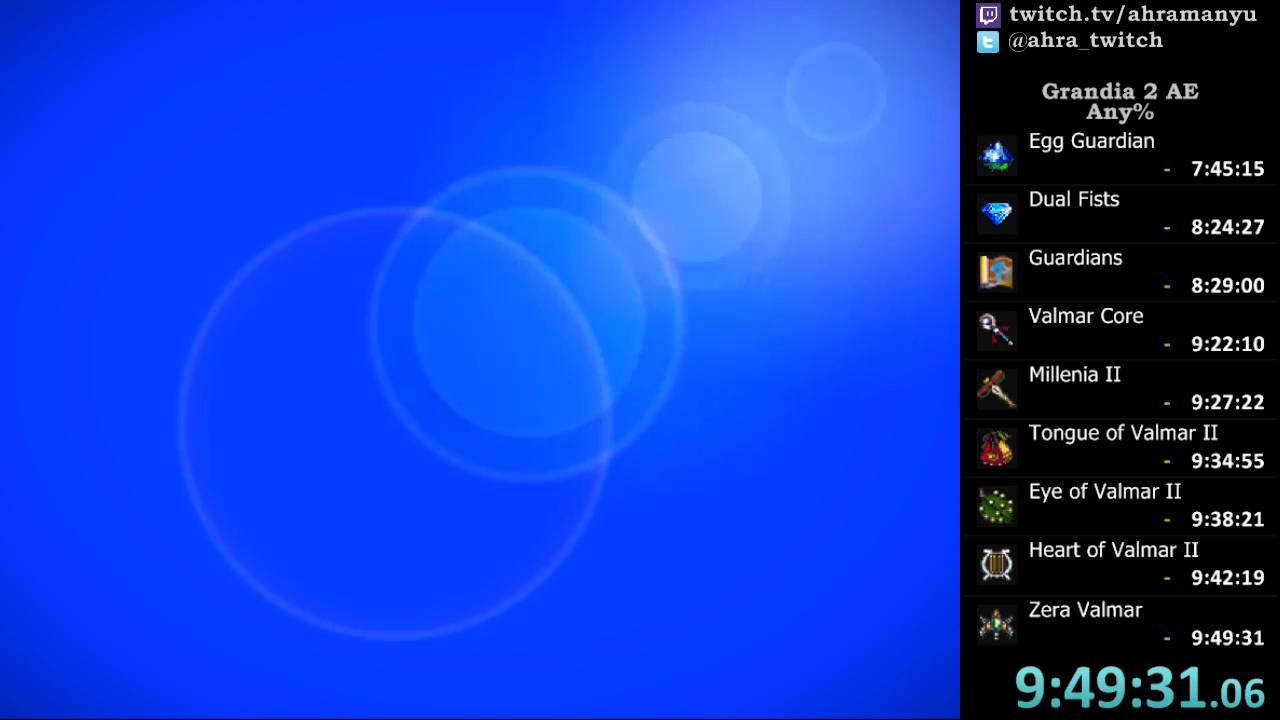 twitch.tv/ahramanyu
@ahra_twitch
Grandia 2 AE
Any%
Egg Guardian
- 7:45:15
Dual Fists
- 8:24:27
Guardians
- 8:29:00
Valmar Core
- 9:22:10
Millenia II
- 9:27:22
Tongue of Valmar II
- 9:34:55
Eye of Valmar II
- 9:38:21
Heart of Valmar II
- 9:42:19
Zera Valmar
- 9:49:31
9:49:31.06